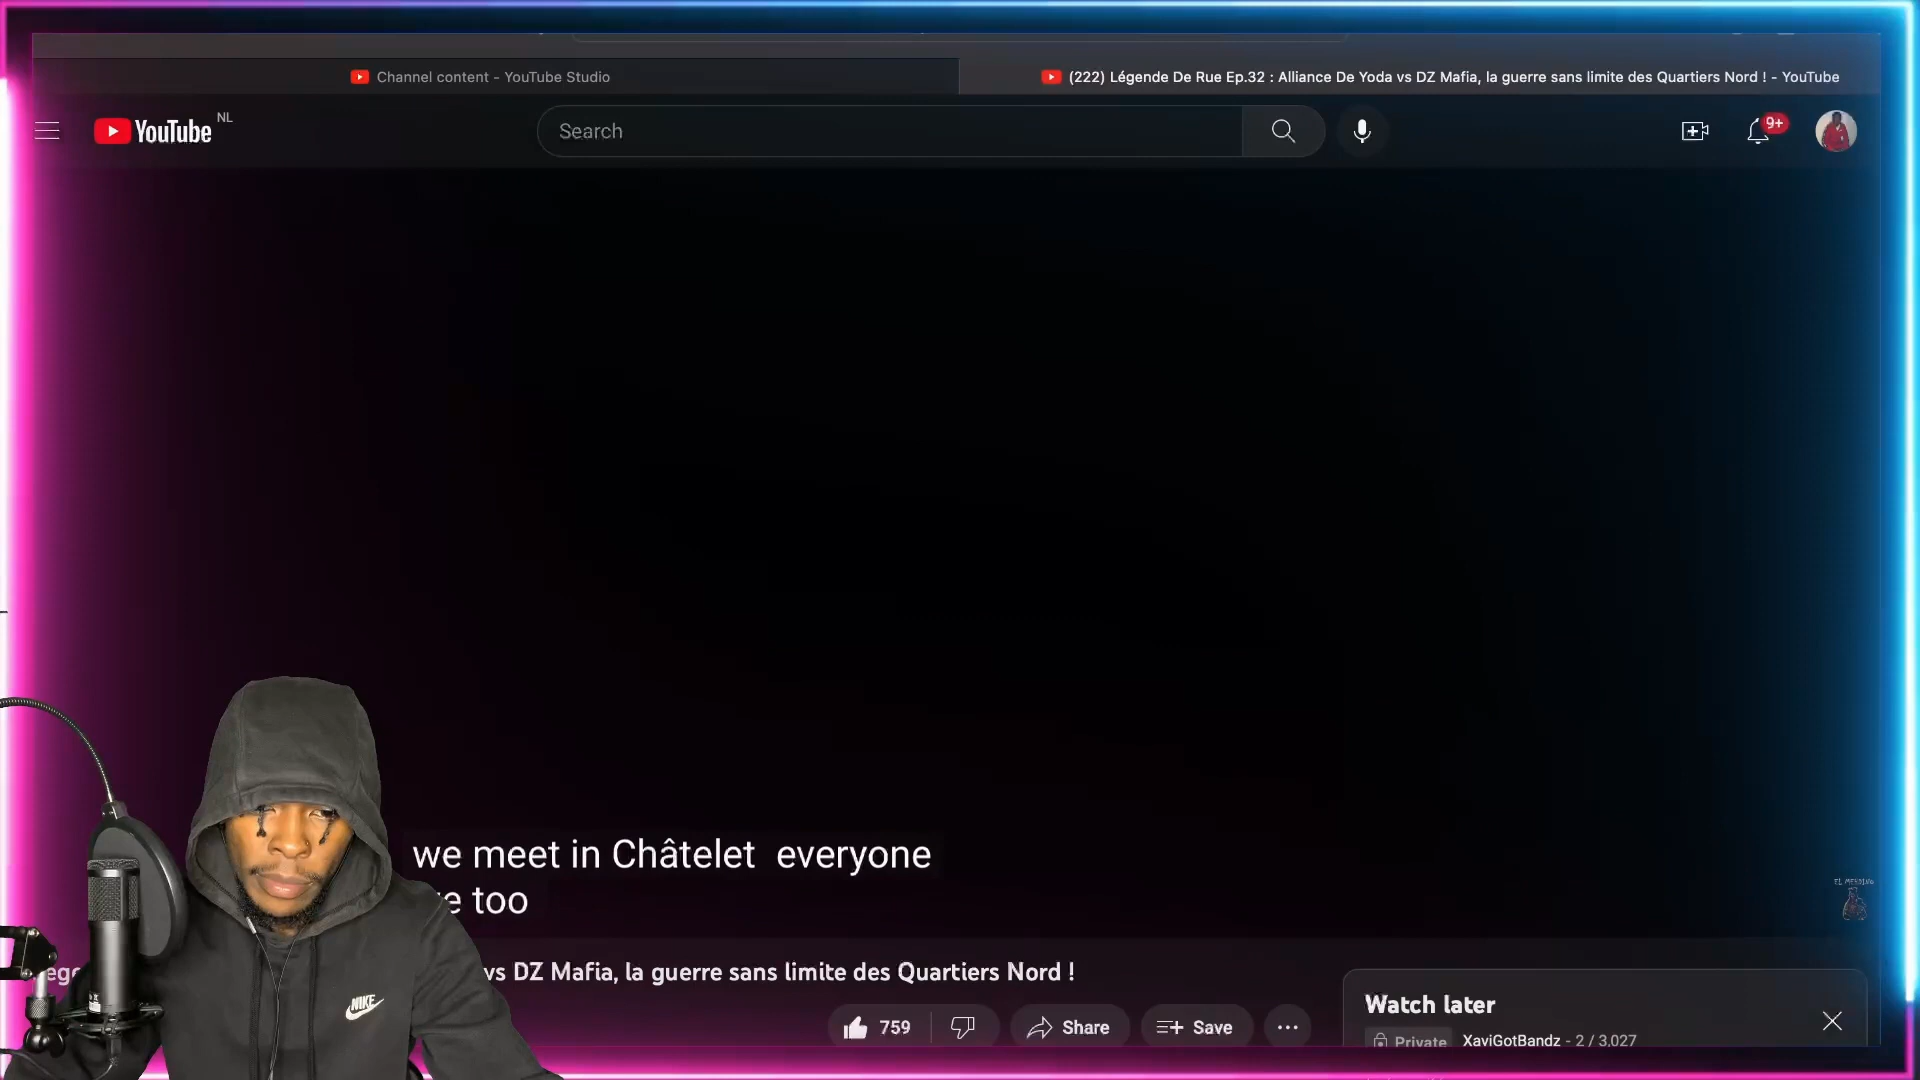 Channel content - YouTube Studio
(222) Légende De Rue Ep.32 : Alliance De Yoda vs DZ Mafia, la guerre sans limite des Quartiers Nord ! - YouTube
YouTube NL
Search
9+
we meet in Châtelet everyone
too
EL MEHDINO
vs DZ Mafia, la guerre sans limite des Quartiers Nord !
NIKE
759
Share
Save
Watch later
Private
XaviGotBandz - 2 / 3,027